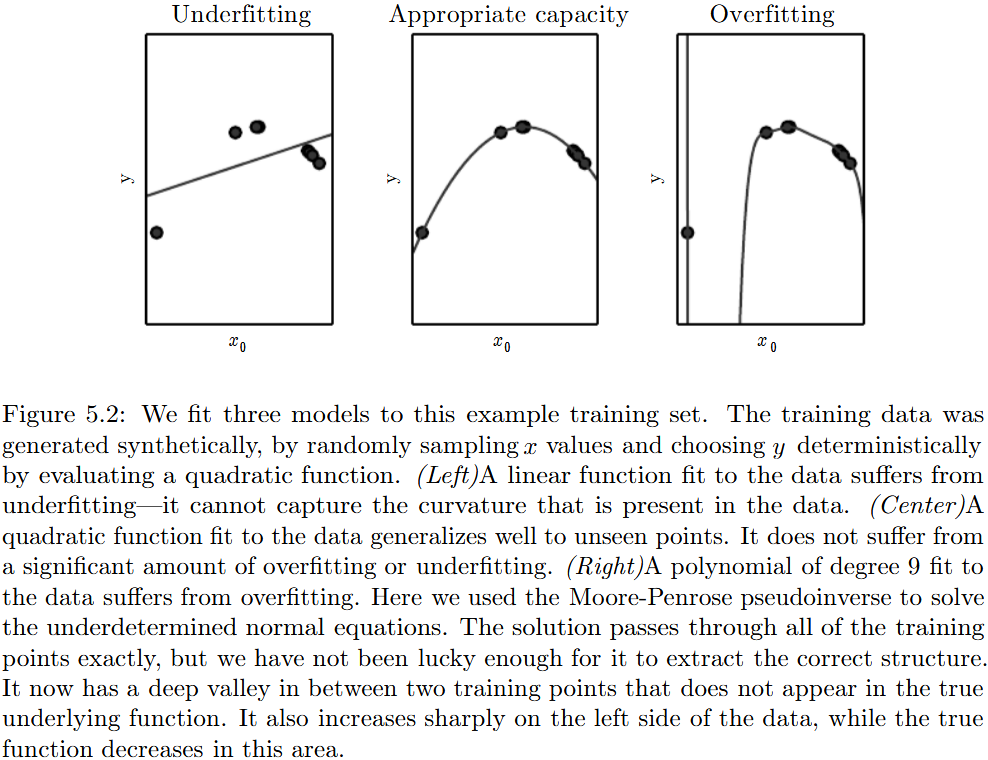 Underfitting Appropriate capacity Overfitting
y y y
x0 x0 x0
Figure 5.2: We fit three models to this example training set. The training data was
generated synthetically, by randomly sampling x values and choosing y deterministically
by evaluating a quadratic function. (Left)A linear function fit to the data suffers from
underfitting—it cannot capture the curvature that is present in the data. (Center)A
quadratic function fit to the data generalizes well to unseen points. It does not suffer from
a significant amount of overfitting or underfitting. (Right)A polynomial of degree 9 fit to
the data suffers from overfitting. Here we used the Moore-Penrose pseudoinverse to solve
the underdetermined normal equations. The solution passes through all of the training
points exactly, but we have not been lucky enough for it to extract the correct structure.
It now has a deep valley in between two training points that does not appear in the true
underlying function. It also increases sharply on the left side of the data, while the true
function decreases in this area.